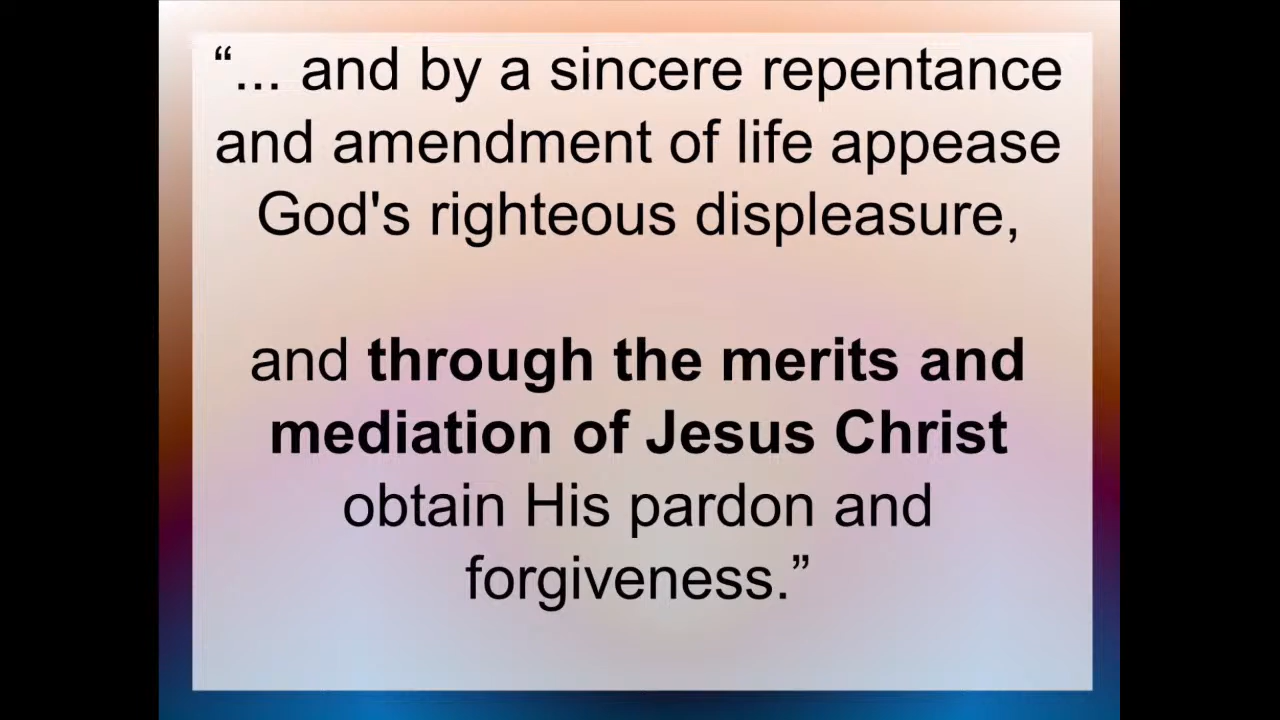 “... and by a sincere repentance
and amendment of life appease
God's righteous displeasure,
and through the merits and
mediation of Jesus Christ
obtain His pardon and
forgiveness.”